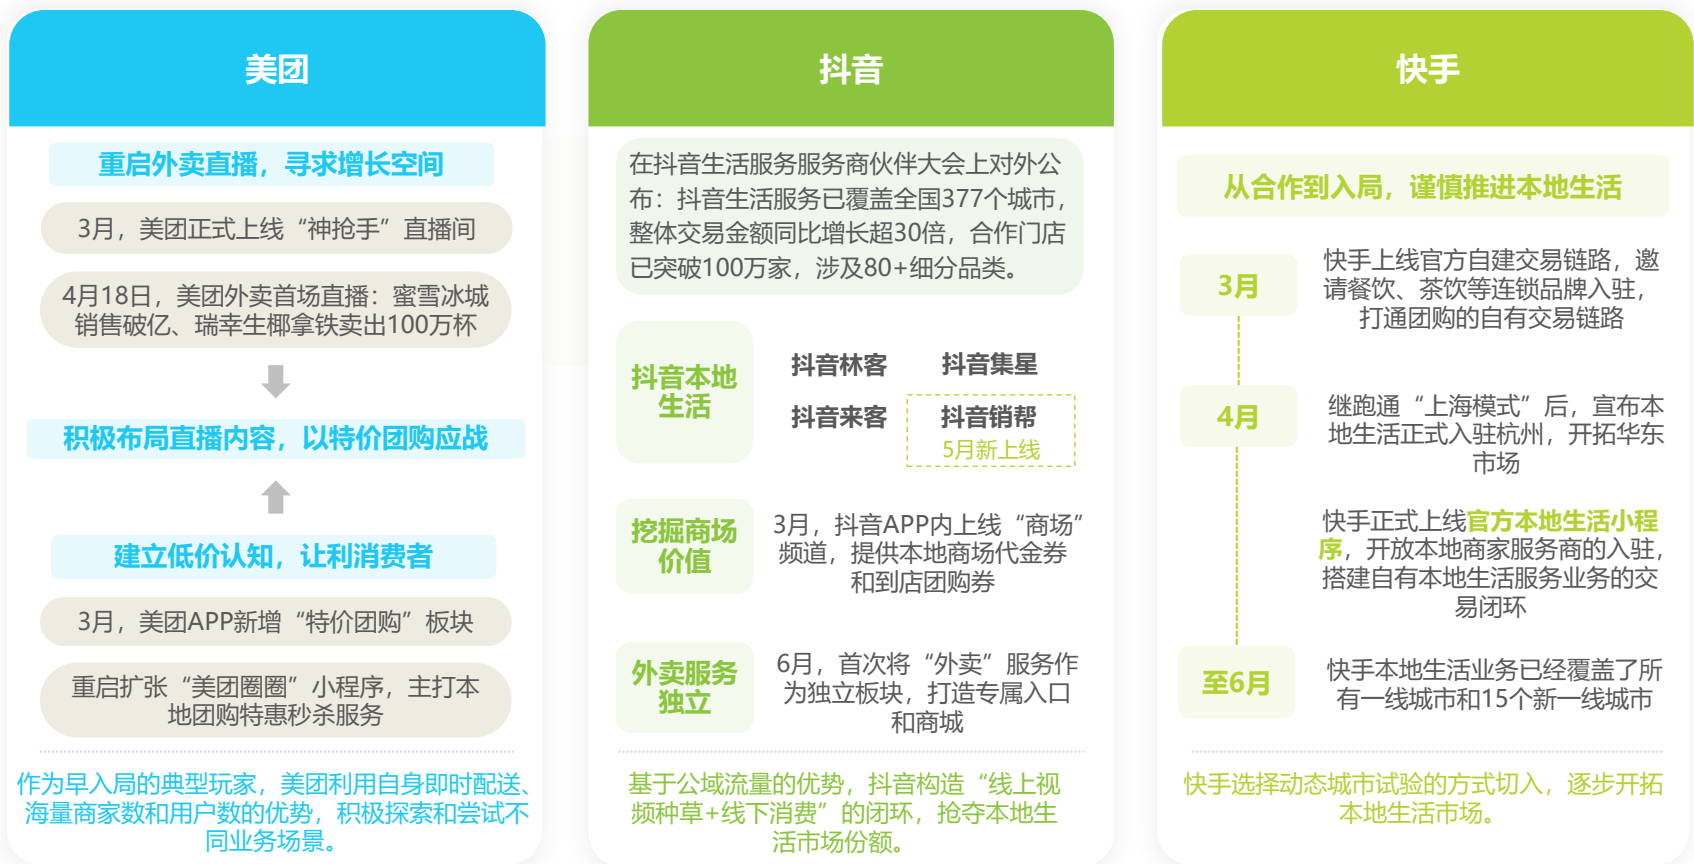 美团
重启外卖直播，寻求增长空间
3月，美团正式上线“神抢手”直播间
4月18日，美团外卖首场直播：蜜雪冰城
销售破亿、瑞幸生椰拿铁卖出100万杯
积极布局直播内容，以特价团购应战
建立低价认知，让利消费者
3月，美团APP新增“特价团购”板块
重启扩张“美团圈圈”小程序，主打本
地团购特惠秒杀服务
作为早入局的典型玩家，美团利用自身即时配送、
海量商家数和用户数的优势，积极探索和尝试不
同业务场景。
抖音
在抖音生活服务服务商伙伴大会上对外公
布：抖音生活服务已覆盖全国377个城市，
整体交易金额同比增长超30倍，合作门店
已突破100万家，涉及80+细分品类。
抖音本地
生活
抖音林客
抖音集星
抖音来客
抖音销帮
5月新上线
挖掘商场
价值
3月，抖音APP内上线“商场”
频道，提供本地商场代金券
和到店团购券
外卖服务
独立
6月，首次将“外卖”服务作
为独立板块，打造专属入口
和商城
基于公域流量的优势，抖音构造“线上视
频种草+线下消费”的闭环，抢夺本地生
活市场份额。
快手
从合作到入局，谨慎推进本地生活
3月
快手上线官方自建交易链路，邀
请餐饮、茶饮等连锁品牌入驻，
打通团购的自有交易链路
4月
继跑通“上海模式”后，宣布本
地生活正式入驻杭州，开拓华东
市场
快手正式上线官方本地生活小程
序，开放本地商家服务商的入驻，
搭建自有本地生活服务业务的交
易闭环
至6月
快手本地生活业务已经覆盖了所
有一线城市和15个新一线城市
快手选择动态城市试验的方式切入，逐步开拓
本地生活市场。